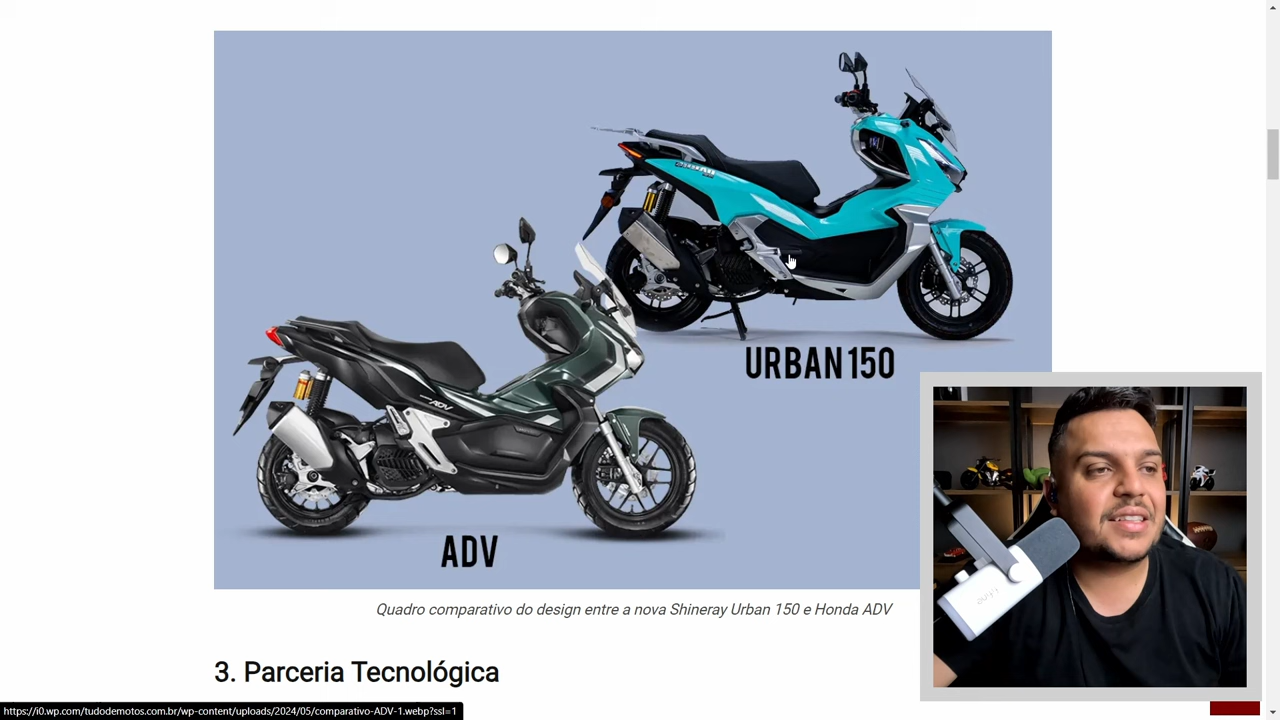 URBAN 150
ADV
ADV
Quadro comparativo do design entre a nova Shineray Urban 150 e Honda ADV
3. Parceria Tecnológica
https://i0.wp.com/tudodemotos.com.br/wp-content/uploads/2024/05/comparativo-ADV-1.webp?ssl=1